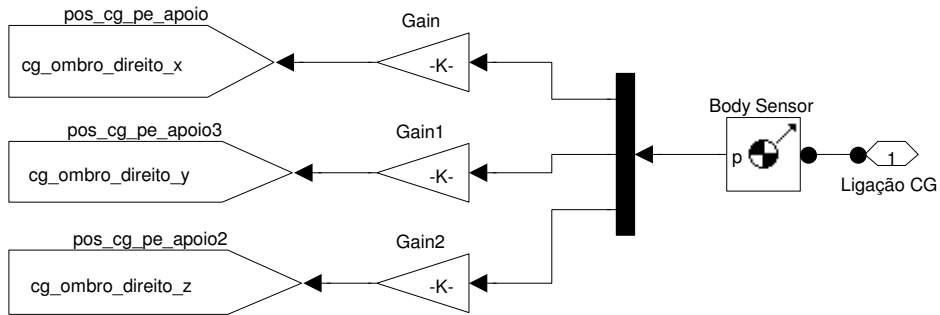 pos_cg_pe_apoio
cg_ombro_direito_x
Gain
-K-
pos_cg_pe_apoio3
cg_ombro_direito_y
Gain1
-K-
pos_cg_pe_apoio2
cg_ombro_direito_z
Gain2
-K-
Body Sensor
p
1
Ligação CG